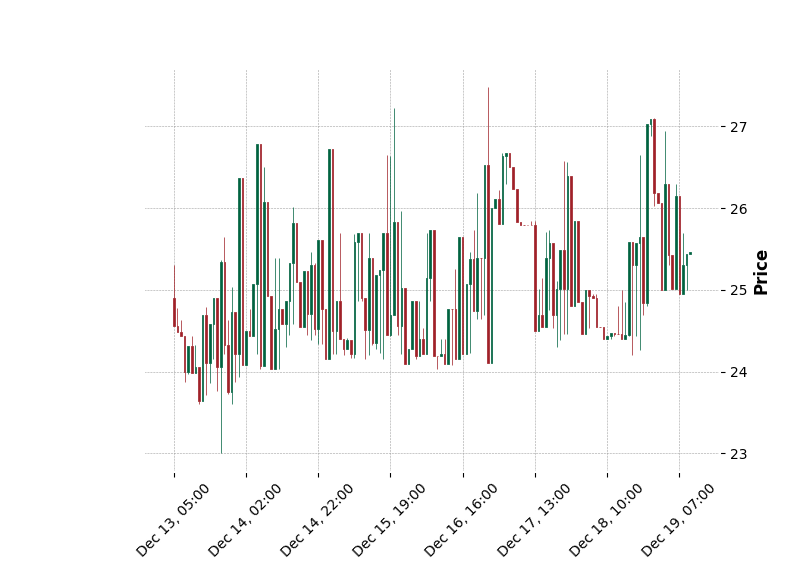 27
26
25
24
23
Price
Dec 13, 05:00
Dec 14, 02:00
Dec 14, 22:00
Dec 15, 19:00
Dec 16, 16:00
Dec 17, 13:00
Dec 18, 10:00
Dec 19, 07:00